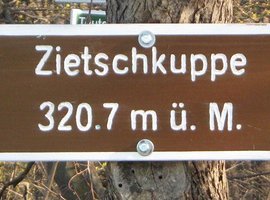 Zietschkuppe
320.7 m ü. M.